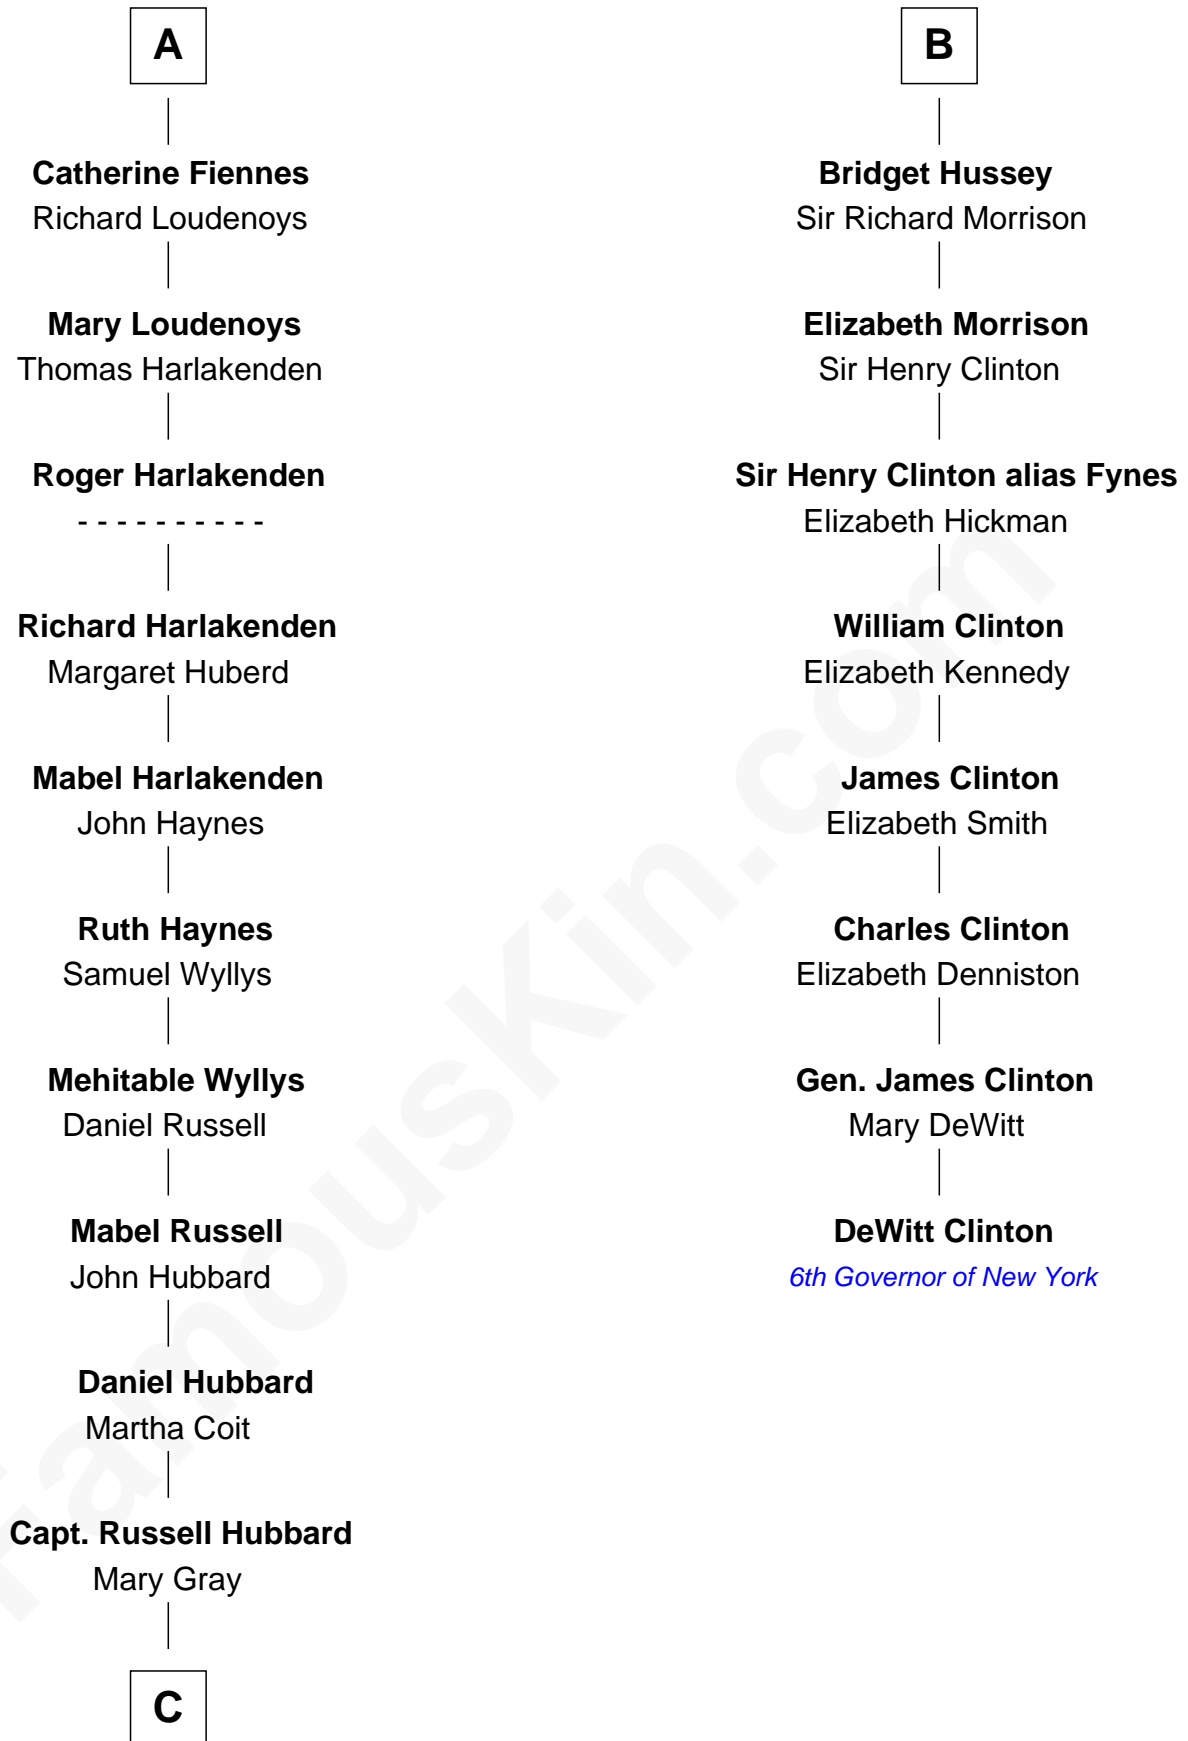 A
Catherine Fiennes
Richard Loudenoys
Mary Loudenoys
Thomas Harlakenden
Roger Harlakenden
- - - - - - - - - -
Richard Harlakenden
Margaret Huberd
Mabel Harlakenden
John Haynes
Ruth Haynes
Samuel Wyllys
Mehitable Wyllys
Daniel Russell
Mabel Russell
John Hubbard
Daniel Hubbard
Martha Coit
Capt. Russell Hubbard
Mary Gray
C
B
Bridget Hussey
Sir Richard Morrison
Elizabeth Morrison
Sir Henry Clinton
Sir Henry Clinton alias Fynes
Elizabeth Hickman
William Clinton
Elizabeth Kennedy
James Clinton
Elizabeth Smith
Charles Clinton
Elizabeth Denniston
Gen. James Clinton
Mary DeWitt
DeWitt Clinton
6th Governor of New York
FamousKin.com